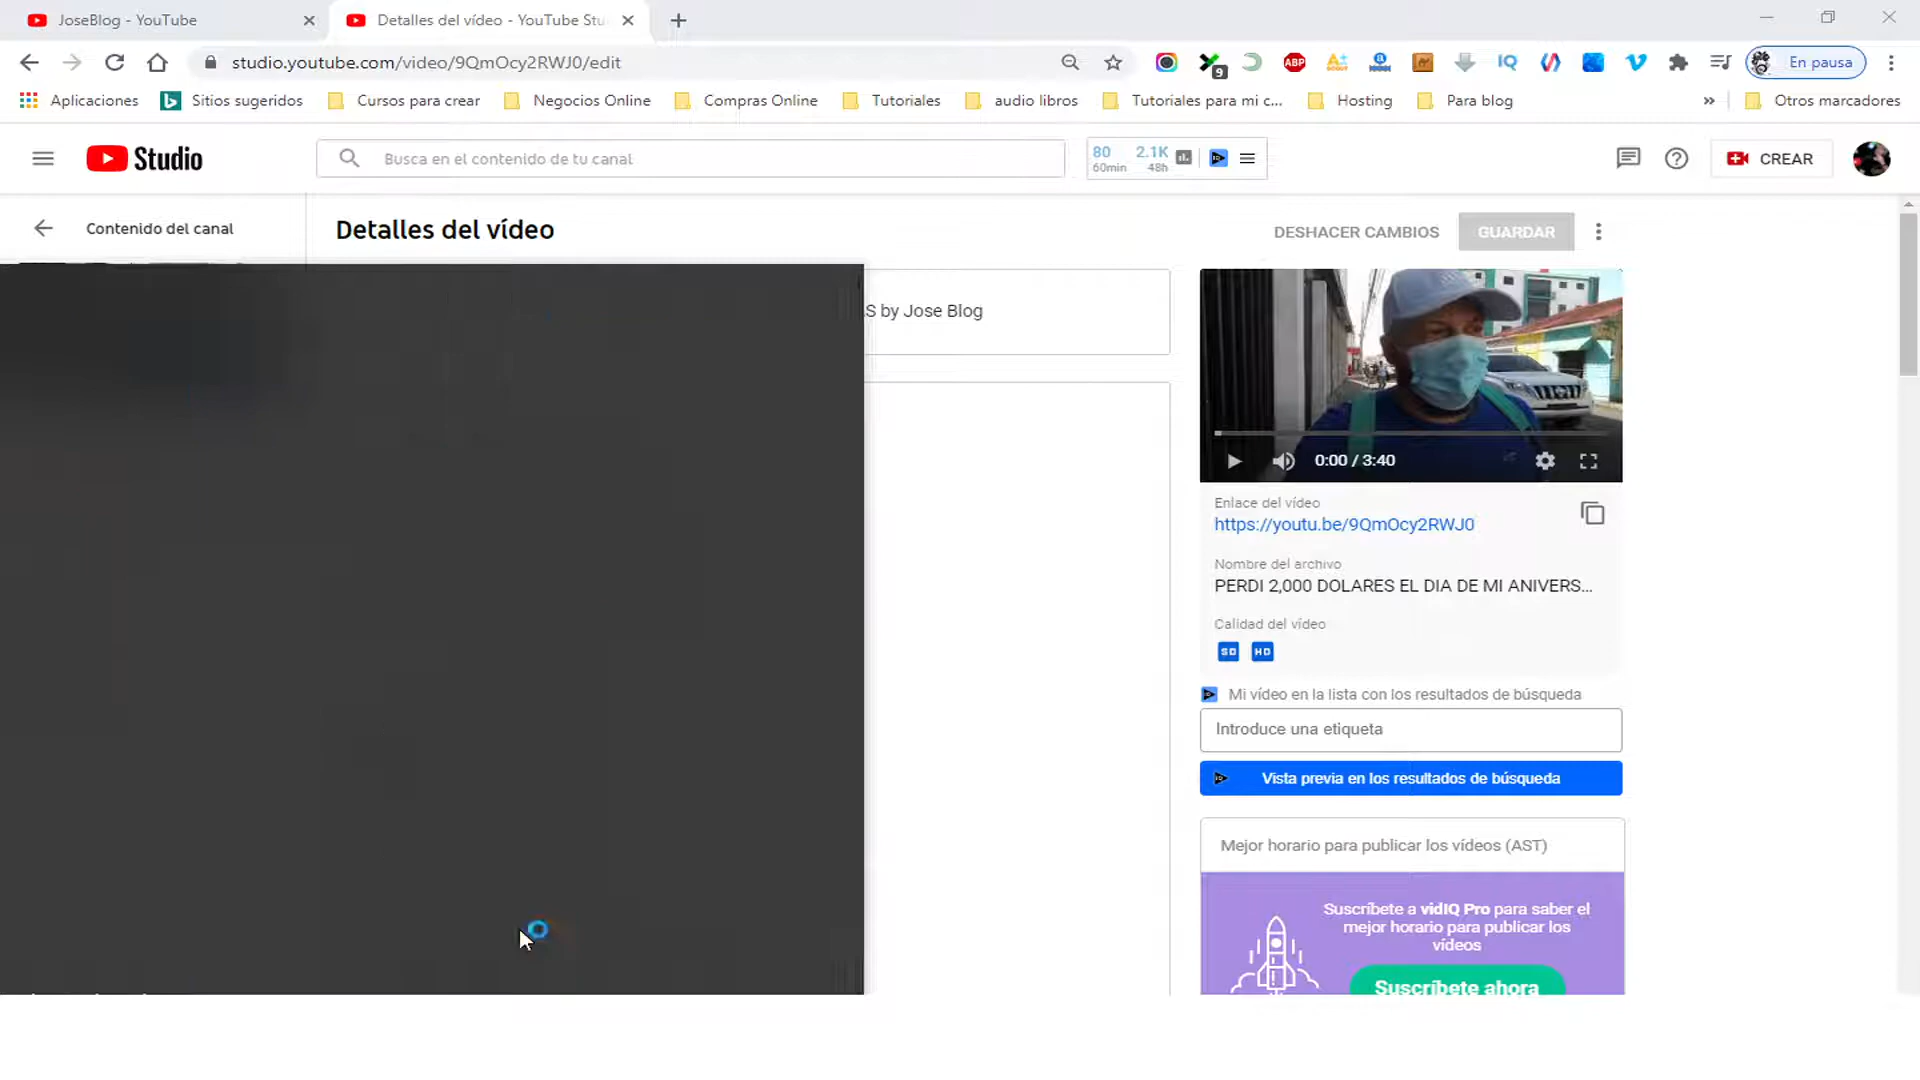 JoseBlog - YouTube
Detalles del vídeo - YouTube Stu
studio.youtube.com/video/9QmOcy2RWJ0/edit
9
ABP
IQ
En pausa
Aplicaciones
Sitios sugeridos
Cursos para crear
Negocios Online
Compras Online
Tutoriales
audio libros
Tutoriales para mi c...
Hosting
Para blog
»
Otros marcadores
Studio
Busca en el contenido de tu canal
80
60min
2.1K
48h
CREAR
Contenido del canal
Detalles del vídeo
DESHACER CAMBIOS
GUARDAR
S by Jose Blog
0:00 / 3:40
Enlace del vídeo
https://youtu.be/9QmOcy2RWJ0
Nombre del archivo
PERDI 2,000 DOLARES EL DIA DE MI ANIVERS...
Calidad del vídeo
SD HD
Mi vídeo en la lista con los resultados de búsqueda
Introduce una etiqueta
Vista previa en los resultados de búsqueda
Mejor horario para publicar los vídeos (AST)
Suscríbete a vidIQ Pro para saber el
mejor horario para publicar los
vídeos
Suscríbete ahora